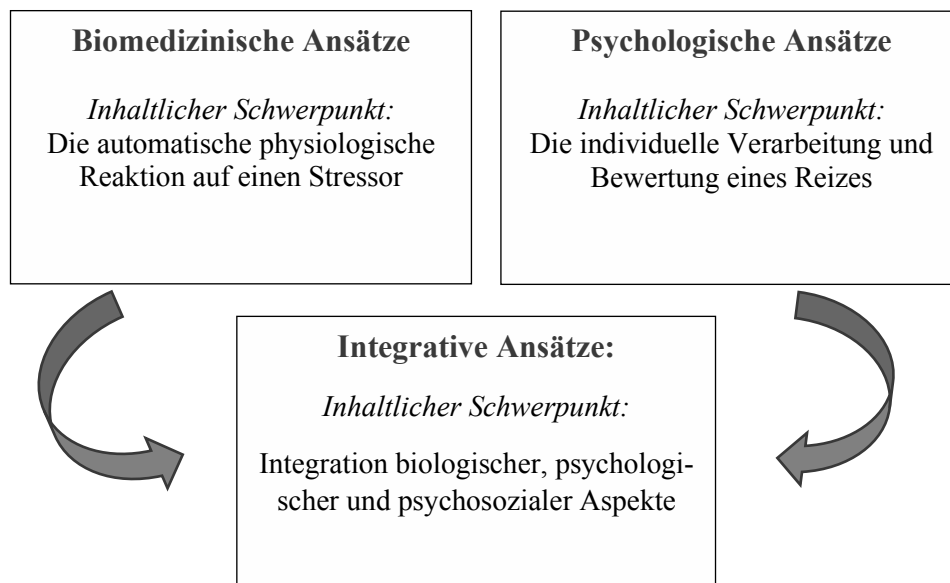 Biomedizinische Ansätze
Inhaltlicher Schwerpunkt:
Die automatische physiologische
Reaktion auf einen Stressor
Psychologische Ansätze
Inhaltlicher Schwerpunkt:
Die individuelle Verarbeitung und
Bewertung eines Reizes
Integrative Ansätze:
Inhaltlicher Schwerpunkt:
Integration biologischer, psychologi-
scher und psychosozialer Aspekte